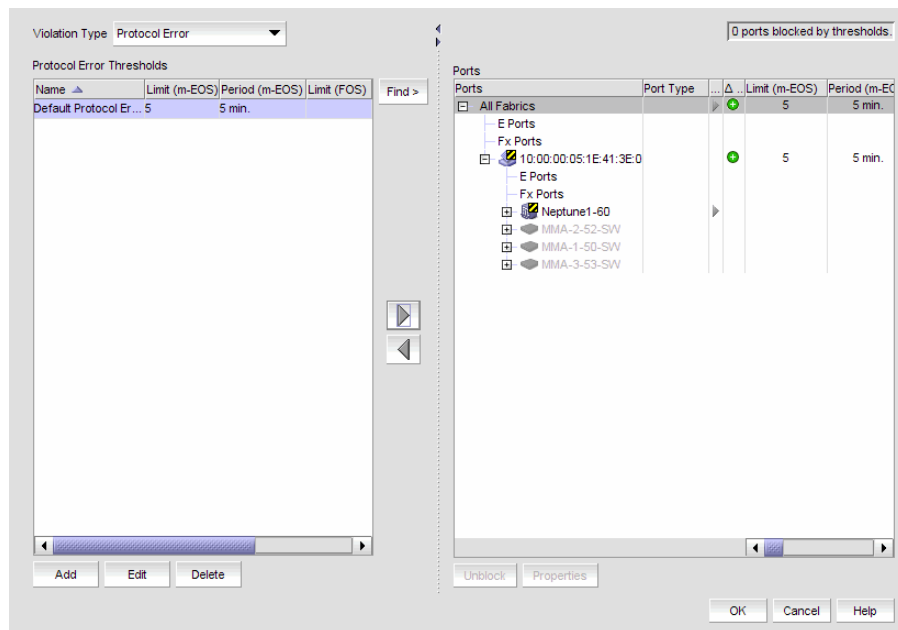 Violation Type Protocol Error
0 ports blocked by thresholds.
Protocol Error Thresholds
Name Limit (m-EOS) Period (m-EOS) Limit (FOS)
Default Protocol Er... 5 5 min.
Find >
Ports
Ports Port Type ... Δ ... Limit (m-EOS) Period (m-EO
All Fabrics 5 5 min.
E Ports
Fx Ports
10:00:00:05:1E:41:3E:0 5 5 min.
E Ports
Fx Ports
Neptune1-60
MMA-2-52-SW
MMA-1-50-SW
MMA-3-53-SW
Add Edit Delete
Unblock Properties
OK Cancel Help